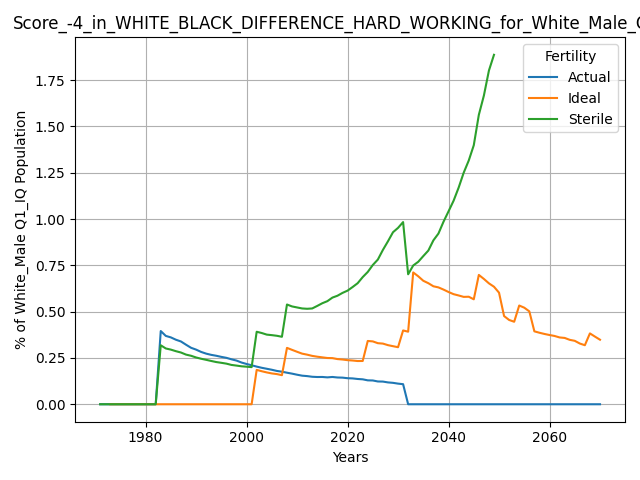 Score_-4_in_WHITE_BLACK_DIFFERENCE_HARD_WORKING_for_White_Male_
Fertility
Actual
Ideal
Sterile
% of White_Male Q1_IQ Population
1.75
1.50
1.25
1.00
0.75
0.50
0.25
0.00
1980
2000
2020
2040
2060
Years